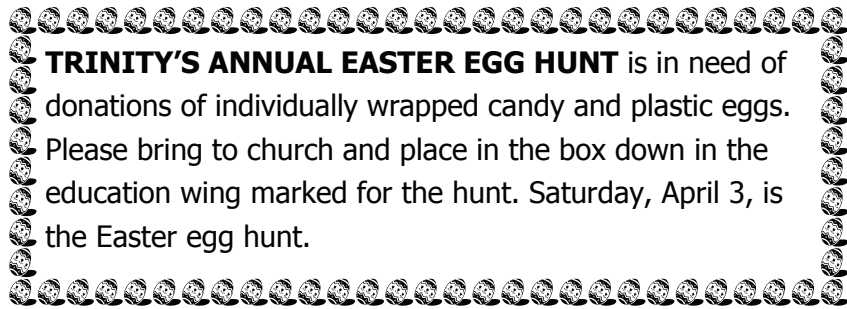 TRINITY’S ANNUAL EASTER EGG HUNT is in need of
donations of individually wrapped candy and plastic eggs.
Please bring to church and place in the box down in the
education wing marked for the hunt. Saturday, April 3, is
the Easter egg hunt.